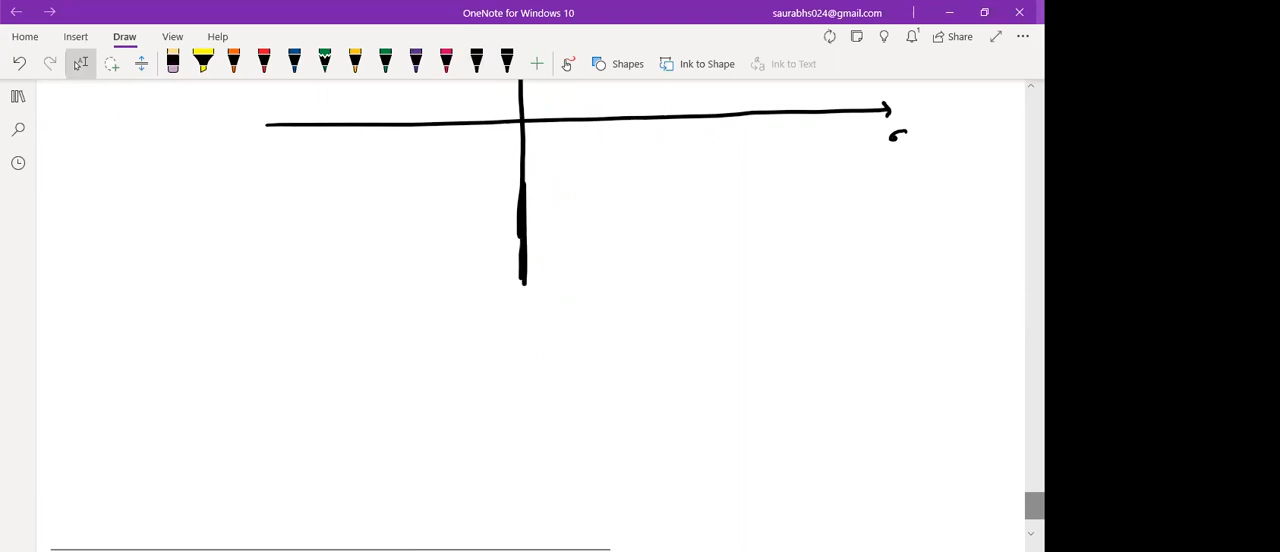 OneNote for Windows 10
saurabhs024@gmail.com
Home Insert Draw View Help
1 Share
Shapes Ink to Shape Ink to Text
σ